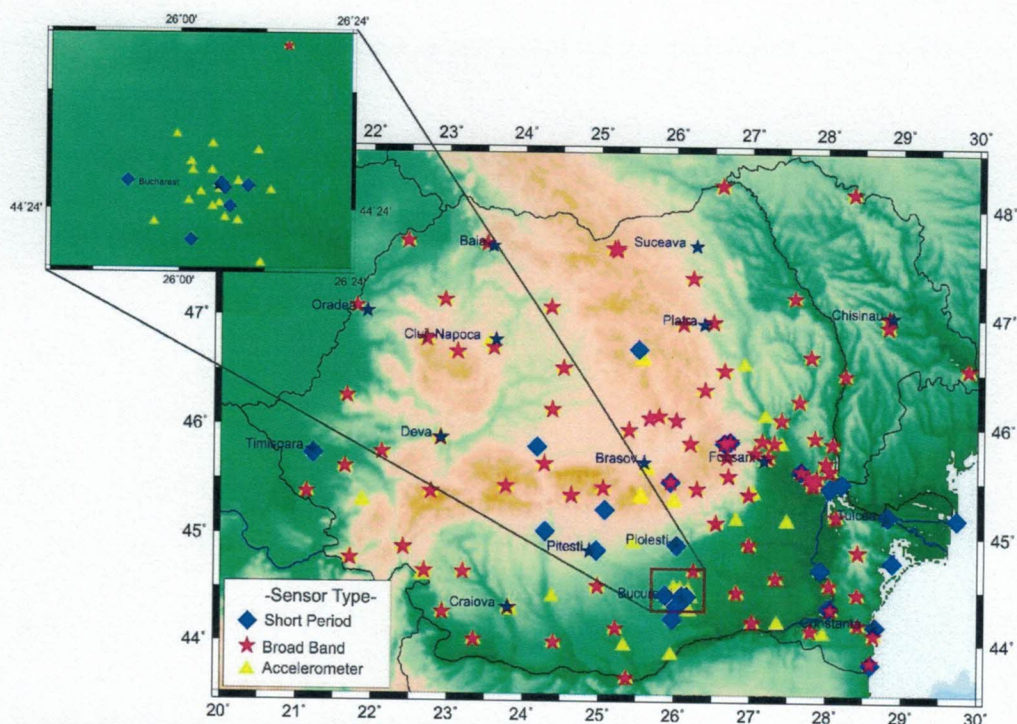 26°00'
26°24'
44°24'
44°24'
26°00'
26°24'
Bucharest
22° 23° 24° 25° 26° 27° 28° 29° 30°
48°
47°
46°
45°
44°
47°
46°
45°
44°
20° 21° 22° 23° 24° 25° 26° 27° 28° 29° 30°
Baia
Suceava
Oradea
Cluj-Napoca
Piatra
Chisinau
Timisoara
Deva
Brasov
Focsani
Tulcea
Pitesti
Ploiesti
Craiova
Constanta
-Sensor Type-
Short Period
Broad Band
Accelerometer